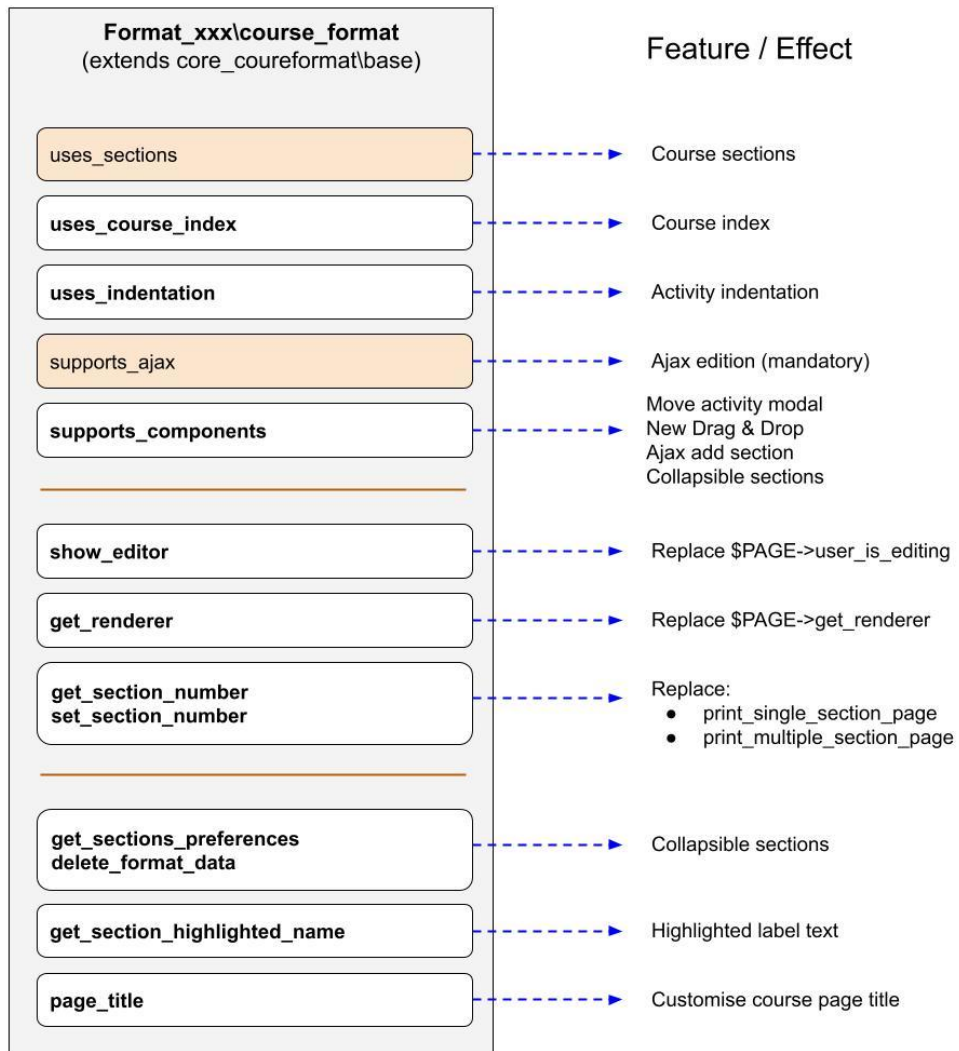 Format_xxx\course_format
(extends core_coureformat\base)
Feature / Effect
uses_sections
Course sections
uses_course_index
Course index
uses_indentation
Activity indentation
supports_ajax
Ajax edition (mandatory)
supports_components
Move activity modal
New Drag & Drop
Ajax add section
Collapsible sections
show_editor
Replace $PAGE->user_is_editing
get_renderer
Replace $PAGE->get_renderer
get_section_number
set_section_number
Replace:
● print_single_section_page
● print_multiple_section_page
get_sections_preferences
delete_format_data
Collapsible sections
get_section_highlighted_name
Highlighted label text
page_title
Customise course page title